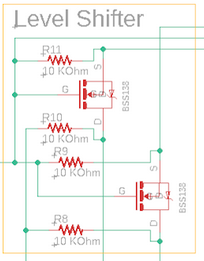 Level Shifter
R11
10 KOhm
S
G
BSS138
D
R10
10 KOhm
R9
10 KOhm
S
G
BSS138
D
R8
10 KOhm